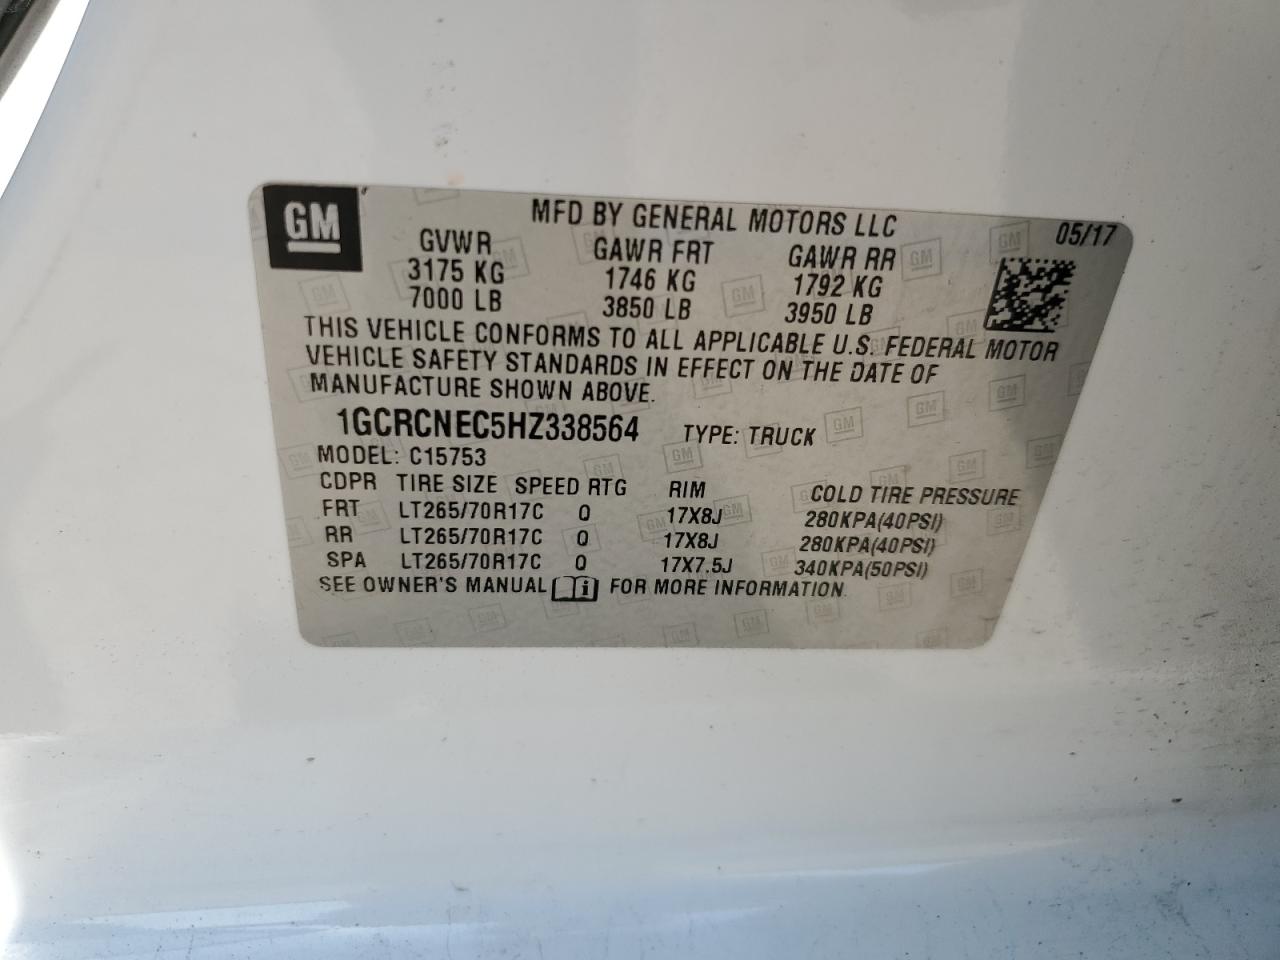 GM
MFD BY GENERAL MOTORS LLC 05/17
GVWR GAWR FRT GAWR RR
3175 KG 1746 KG 1792 KG
7000 LB 3850 LB 3950 LB
THIS VEHICLE CONFORMS TO ALL APPLICABLE U.S. FEDERAL MOTOR
VEHICLE SAFETY STANDARDS IN EFFECT ON THE DATE OF
MANUFACTURE SHOWN ABOVE.
1GCRCNEC5HZ338564 TYPE: TRUCK
MODEL: C15753
CDPR TIRE SIZE SPEED RTG RIM COLD TIRE PRESSURE
FRT LT265/70R17C Q 17X8J 280KPA(40PSI)
RR LT265/70R17C Q 17X8J 280KPA(40PSI)
SPA LT265/70R17C Q 17X7.5J 340KPA(50PSI)
SEE OWNER'S MANUAL FOR MORE INFORMATION.